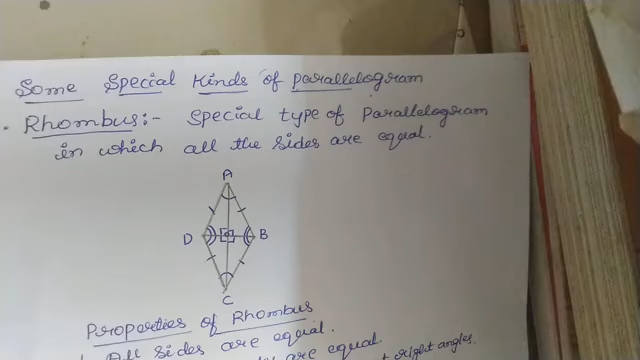 Some Special Kinds of parallelogram
Rhombus:- Special type of Parallelogram
in which all the sides are equal.
A
D B
C
Properties of Rhombus
All sides are equal.
are equal.
right angles.